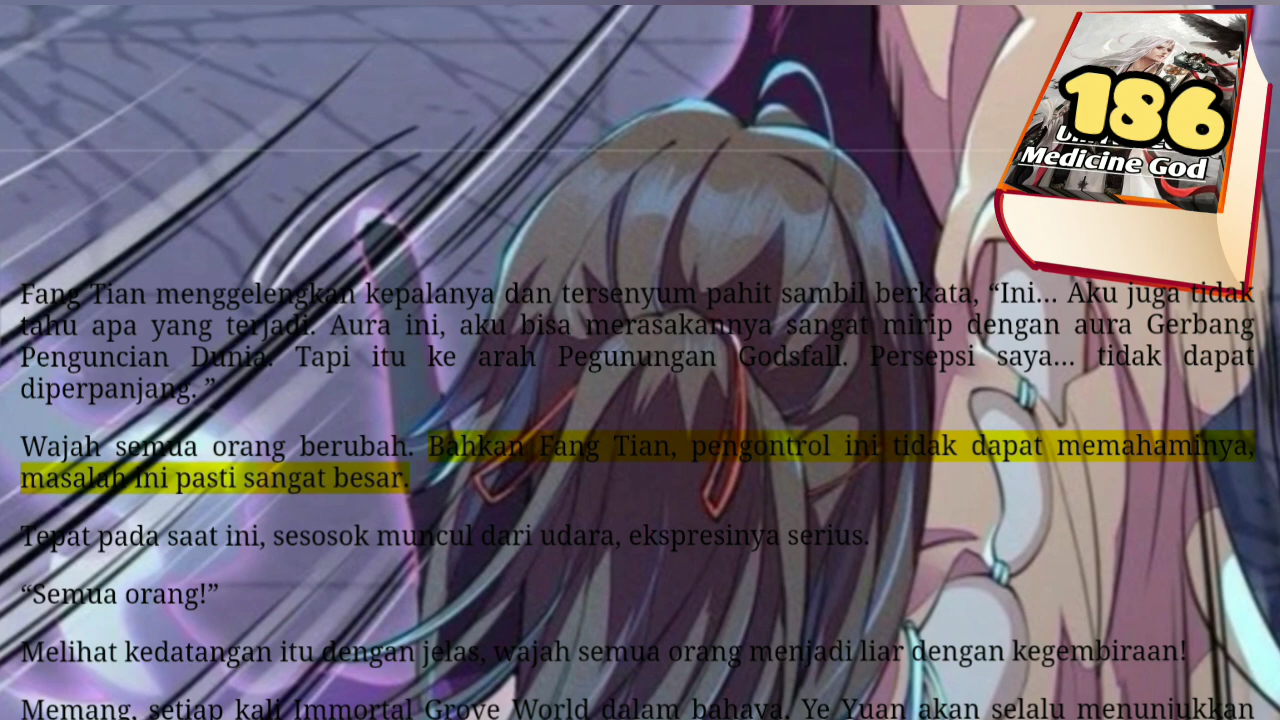 186
Medicine God
Fang Tian menggelengkan kepalanya dan tersenyum pahit sambil berkata, “Ini... Aku juga tidak
tahu apa yang terjadi. Aura ini, aku bisa merasakannya sangat mirip dengan aura Gerbang
Penguncian Dunia. Tapi itu ke arah Pegunungan Godsfall. Persepsi saya... tidak dapat
diperpanjang. ”
Wajah semua orang berubah. Bahkan Fang Tian, pengontrol ini tidak dapat memahaminya,
masalah ini pasti sangat besar.
Tepat pada saat ini, sesosok muncul dari udara, ekspresinya serius.
“Semua orang!”
Melihat kedatangan itu dengan jelas, wajah semua orang menjadi liar dengan kegembiraan!
Memang, setiap kali Immortal Grove World dalam bahaya, Ye Yuan akan selalu menunjukkan